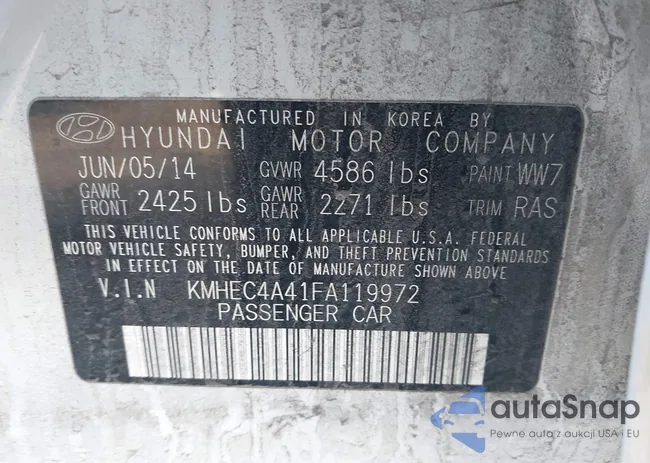 MANUFACTURED IN KOREA BY
HYUNDAI MOTOR COMPANY
JUN/05/14 GVWR 4586 lbs PAINT WW7
GAWR FRONT 2425 lbs GAWR REAR 2271 lbs TRIM RAS
THIS VEHICLE CONFORMS TO ALL APPLICABLE U.S.A. FEDERAL
MOTOR VEHICLE SAFETY, BUMPER, AND THEFT PREVENTION STANDARDS
IN EFFECT ON THE DATE OF MANUFACTURE SHOWN ABOVE
V.I.N KMHEC4A41FA119972
PASSENGER CAR
autaSnap
Pewne auta z aukcji USA i EU